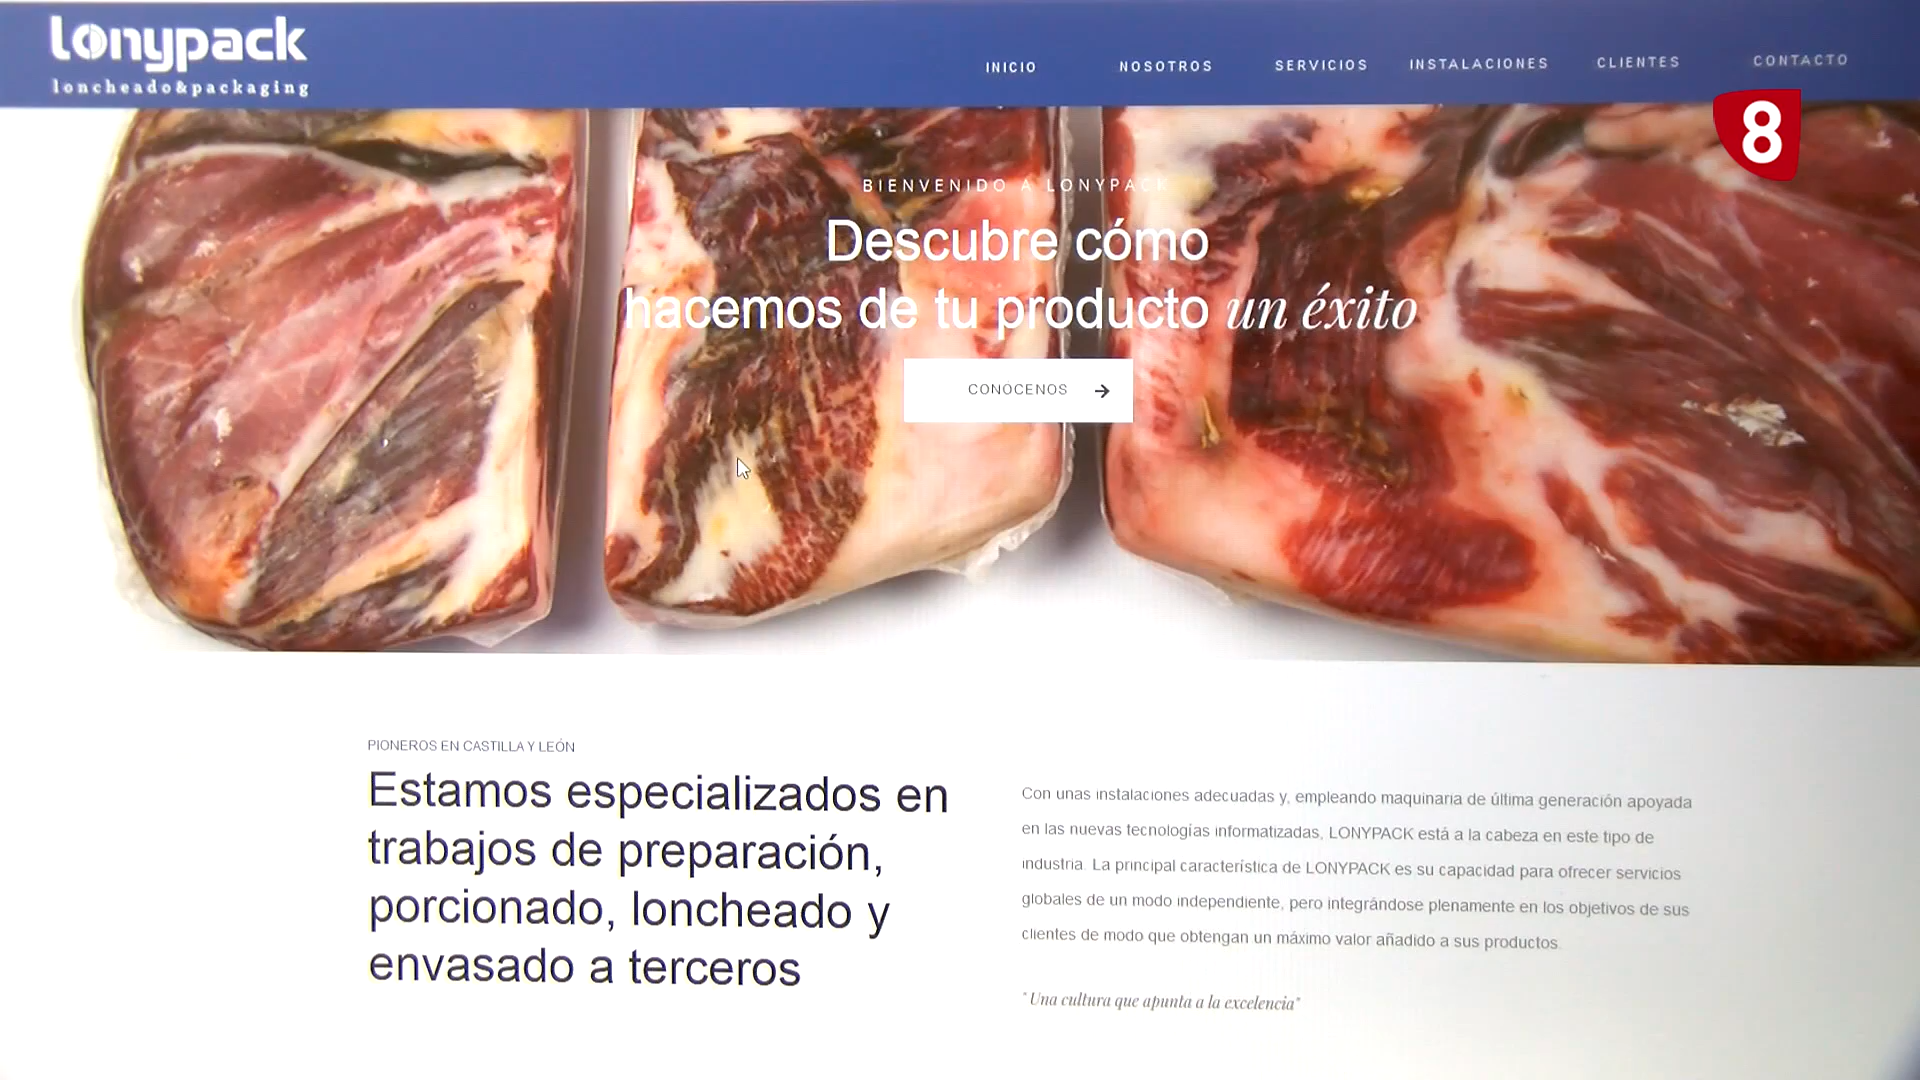 lonypack
loncheado&packaging
INICIO
NOSOTROS
SERVICIOS
INSTALACIONES
CLIENTES
CONTACTO
8
BIENVENIDO A LONYPACK
Descubre cómo
hacemos de tu producto un éxito
CONOCENOS
PIONEROS EN CASTILLA Y LEÓN
Estamos especializados en
trabajos de preparación,
porcionado, loncheado y
envasado a terceros
Con unas instalaciones adecuadas y, empleando maquinaria de última generación apoyada
en las nuevas tecnologías informatizadas, LONYPACK está a la cabeza en este tipo de
industria. La principal característica de LONYPACK es su capacidad para ofrecer servicios
globales de un modo independiente, pero integrándose plenamente en los objetivos de sus
clientes de modo que obtengan un máximo valor añadido a sus productos.
"Una cultura que apunta a la excelencia"